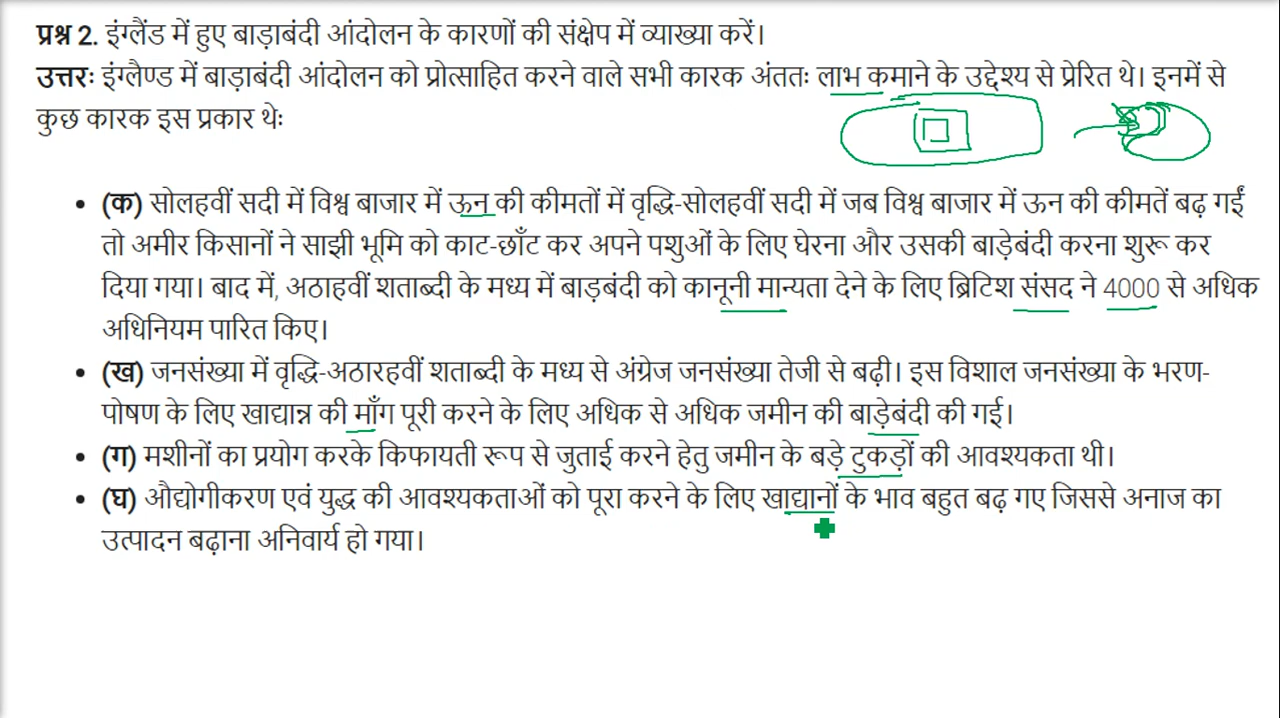 प्रश्न 2. इंग्लैंड में हुए बाड़ाबंदी आंदोलन के कारणों की संक्षेप में व्याख्या करें।
उत्तरः इंग्लैण्ड में बाड़ाबंदी आंदोलन को प्रोत्साहित करने वाले सभी कारक अंततः लाभ कमाने के उद्देश्य से प्रेरित थे। इनमें से
कुछ कारक इस प्रकार थेः
• (क) सोलहवीं सदी में विश्व बाजार में ऊन की कीमतों में वृद्धि-सोलहवीं सदी में जब विश्व बाजार में ऊन की कीमतें बढ़ गईं
तो अमीर किसानों ने साझी भूमि को काट-छाँट कर अपने पशुओं के लिए घेरना और उसकी बाड़ेबंदी करना शुरू कर
दिया गया। बाद में, अठाहवीं शताब्दी के मध्य में बाड़बंदी को कानूनी मान्यता देने के लिए ब्रिटिश संसद ने 4000 से अधिक
अधिनियम पारित किए।
• (ख) जनसंख्या में वृद्धि-अठारहवीं शताब्दी के मध्य से अंग्रेज जनसंख्या तेजी से बढ़ी। इस विशाल जनसंख्या के भरण-
पोषण के लिए खाद्यान्न की माँग पूरी करने के लिए अधिक से अधिक जमीन की बाड़ेबंदी की गई।
• (ग) मशीनों का प्रयोग करके किफायती रूप से जुताई करने हेतु जमीन के बड़े टुकड़ों की आवश्यकता थी।
• (घ) औद्योगीकरण एवं युद्ध की आवश्यकताओं को पूरा करने के लिए खाद्यानों के भाव बहुत बढ़ गए जिससे अनाज का
उत्पादन बढ़ाना अनिवार्य हो गया।